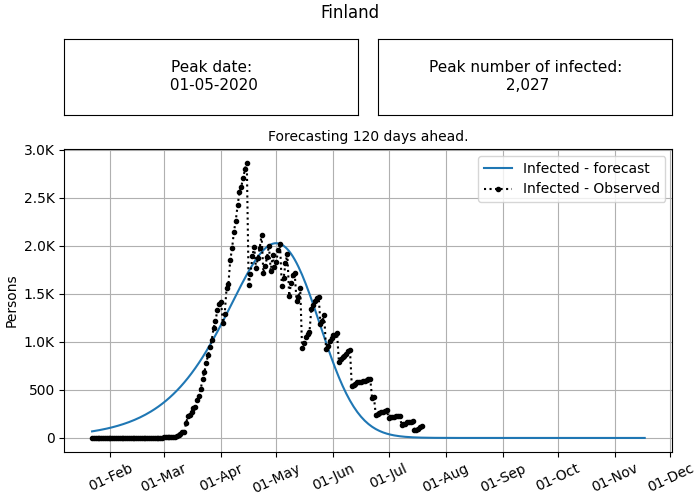 Finland
Peak date:
01-05-2020
Peak number of infected:
2,027
Forecasting 120 days ahead.
3.0K
2.5K
2.0K
1.5K
1.0K
500
0
Persons
Infected - forecast
Infected - Observed
01-Feb
01-Mar
01-Apr
01-May
01-Jun
01-Jul
01-Aug
01-Sep
01-Oct
01-Nov
01-Dec